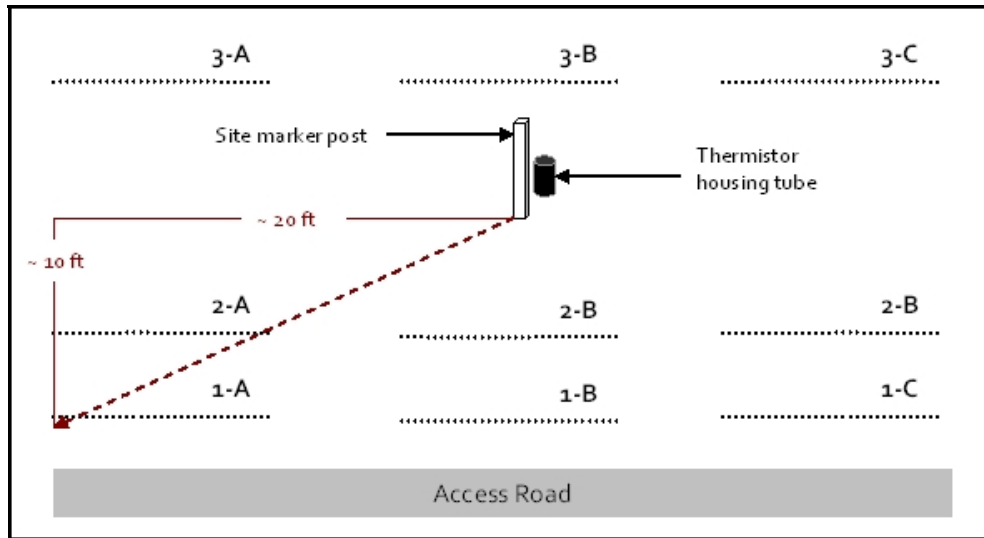 3-A 3-B 3-C
Site marker post
Thermistor
housing tube
~ 20 ft
~ 10 ft
2-A 2-B 2-B
1-A 1-B 1-C
Access Road